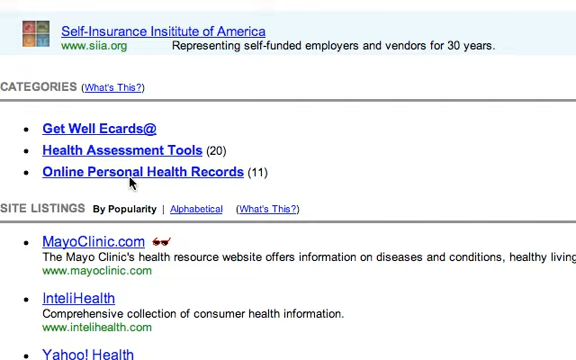 Self-Insurance Insititute of America
www.siia.org Representing self-funded employers and vendors for 30 years.
CATEGORIES (What's This?)
Get Well Ecards@
Health Assessment Tools (20)
Online Personal Health Records (11)
SITE LISTINGS By Popularity | Alphabetical (What's This?)
MayoClinic.com
The Mayo Clinic's health resource website offers information on diseases and conditions, healthy living
www.mayoclinic.com
InteliHealth
Comprehensive collection of consumer health information.
www.intelihealth.com
Yahoo! Health